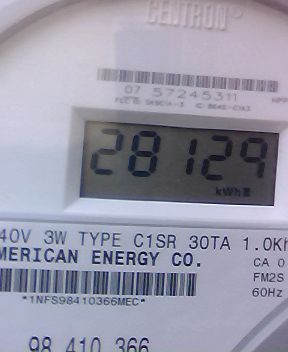 CENTRON®
07 57245311
28129
kWh
40V 3W TYPE C1SR 30TA 1.0Kh
MERICAN ENERGY CO.
CA 0
FM2S
60Hz
*1NFS98410366MEC*
98 410 366